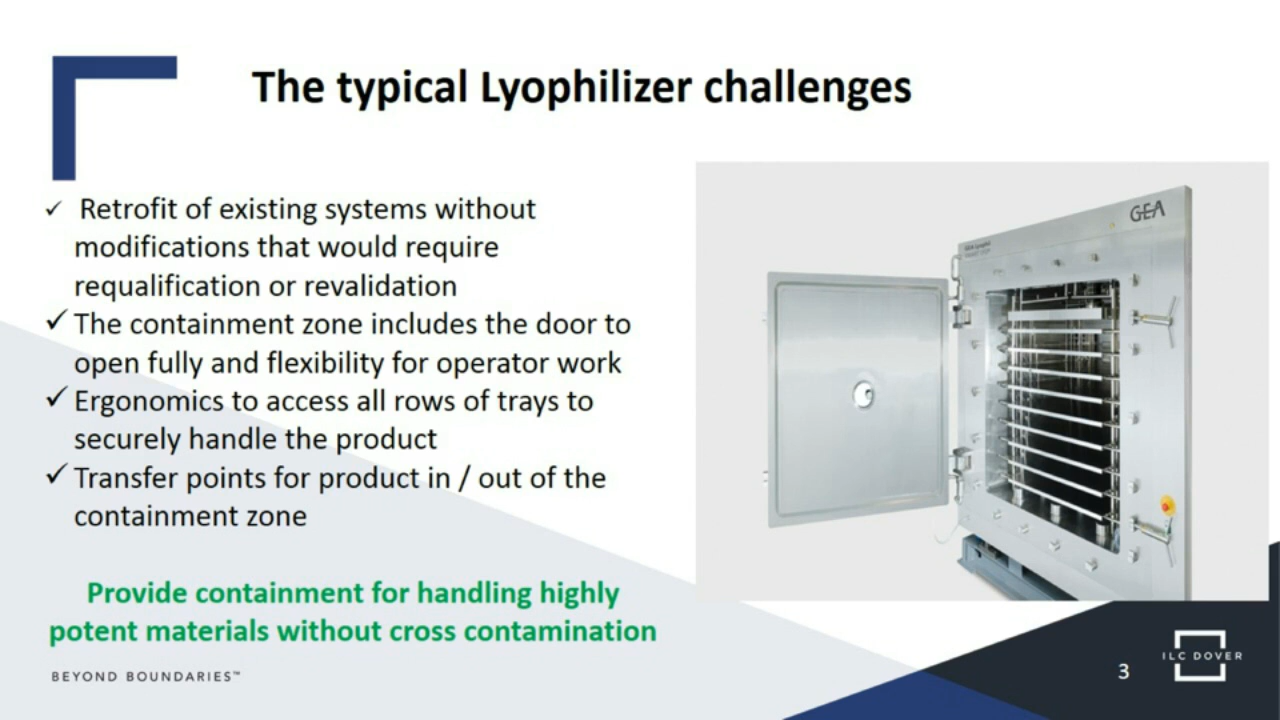 The typical Lyophilizer challenges
✓ Retrofit of existing systems without
modifications that would require
requalification or revalidation
✓ The containment zone includes the door to
open fully and flexibility for operator work
✓ Ergonomics to access all rows of trays to
securely handle the product
✓ Transfer points for product in / out of the
containment zone
Provide containment for handling highly
potent materials without cross contamination
GEA
BEYOND BOUNDARIES™
3
ILC DOVER